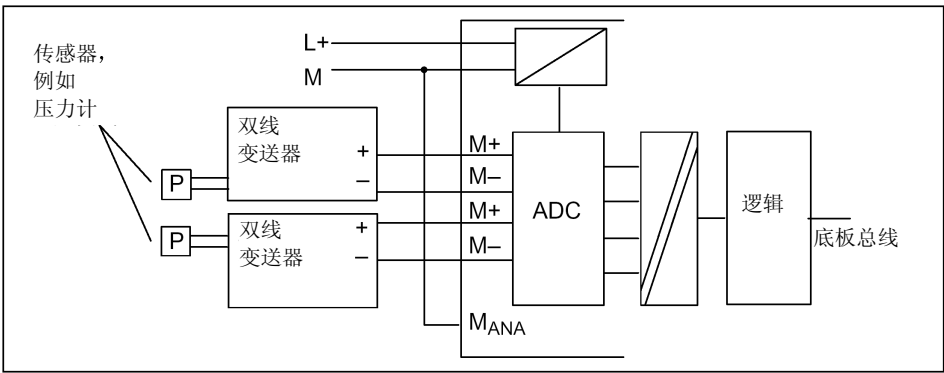 传感器，
例如
压力计
L+
M
双线
变送器
+
–
P
双线
变送器
+
–
P
M+
M–
M+
M–
MANA
ADC
逻辑
底板总线